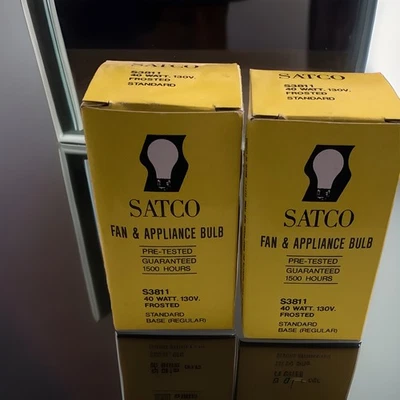 SATCO
S3811
40 WATT. 130V.
FROSTED
STANDARD
SATCO
FAN & APPLIANCE BULB
PRE-TESTED
GUARANTEED
1500 HOURS
S3811
40 WATT. 130V.
FROSTED
STANDARD
BASE (REGULAR)
SATCO
S3811
40 WATT. 130V.
FROSTED
STANDARD
SATCO
FAN & APPLIANCE BULB
PRE-TESTED
GUARANTEED
1500 HOURS
S3811
40 WATT. 130V.
FROSTED
STANDARD
BASE (REGULAR)